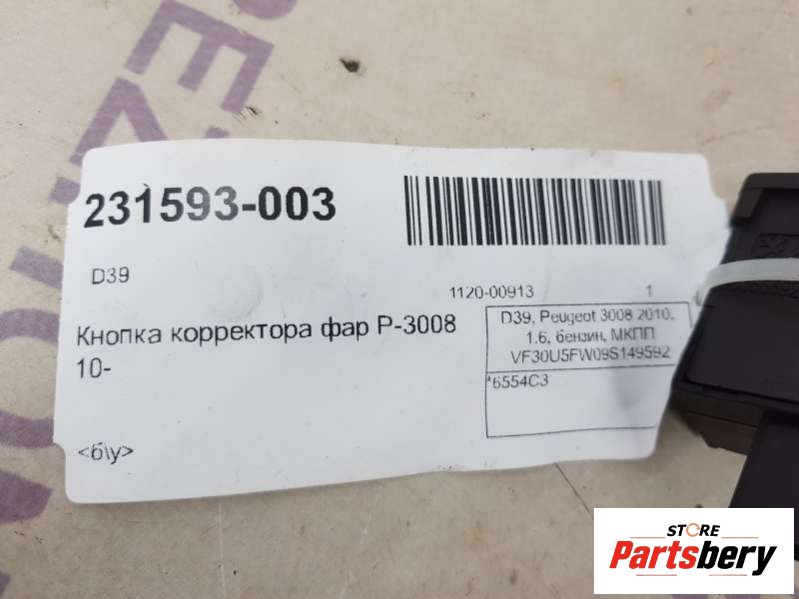 231593-003
D39
1120-00913 1
Кнопка корректора фар P-3008
10-
D39, Peugeot 3008 2010,
1.6, бензин, МКПП
VF30U5FW09S149592
*6554C3
<б\у>
STORE
Partsbery